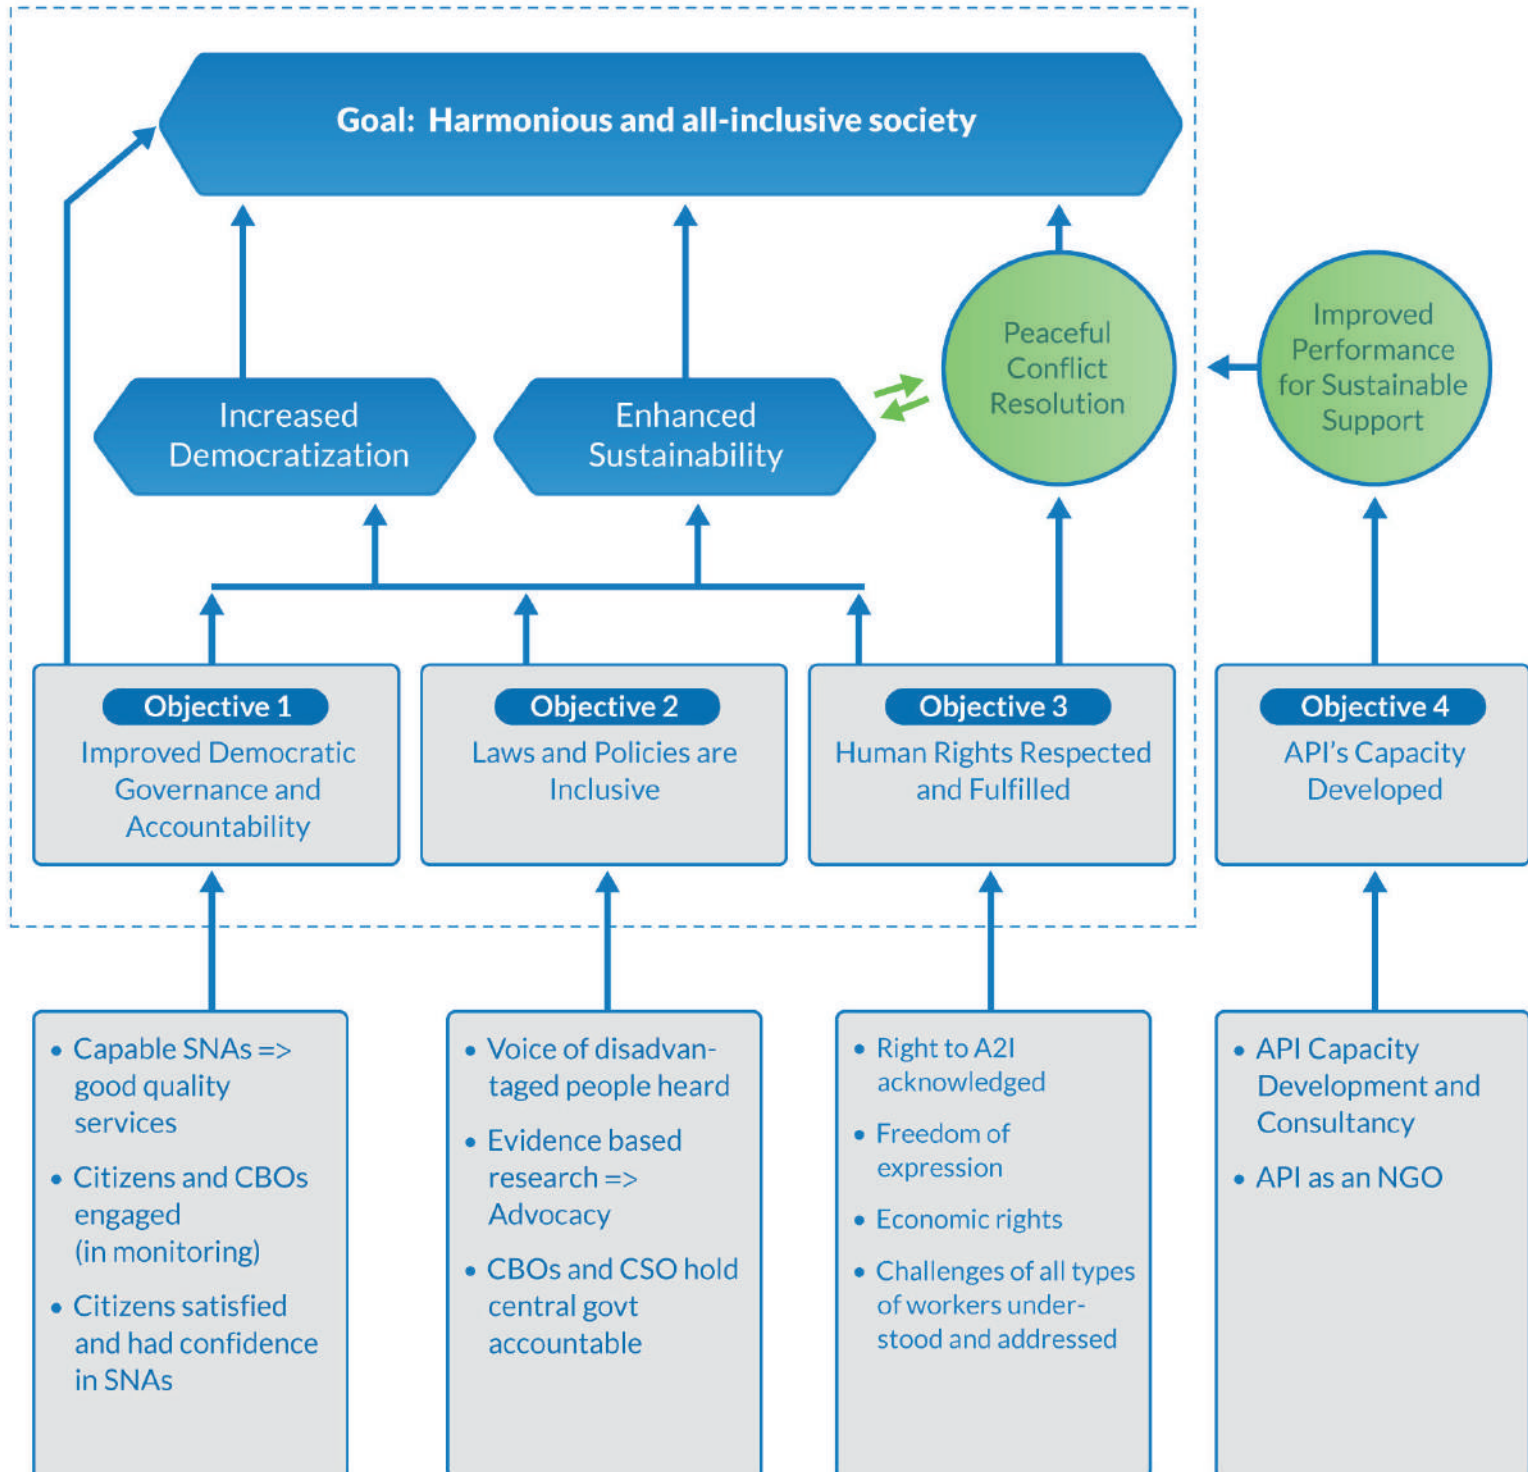 Goal: Harmonious and all-inclusive society
Increased
Democratization
Enhanced
Sustainability
Peaceful
Conflict
Resolution
Improved
Performance
for Sustainable
Support
Objective 1
Improved Democratic
Governance and
Accountability
Objective 2
Laws and Policies are
Inclusive
Objective 3
Human Rights Respected
and Fulfilled
Objective 4
API’s Capacity
Developed
• Capable SNAs =>
good quality
services
• Citizens and CBOs
engaged
(in monitoring)
• Citizens satisfied
and had confidence
in SNAs
• Voice of disadvan-
taged people heard
• Evidence based
research =>
Advocacy
• CBOs and CSO hold
central govt
accountable
• Right to A2I
acknowledged
• Freedom of
expression
• Economic rights
• Challenges of all types
of workers under-
stood and addressed
• API Capacity
Development and
Consultancy
• API as an NGO